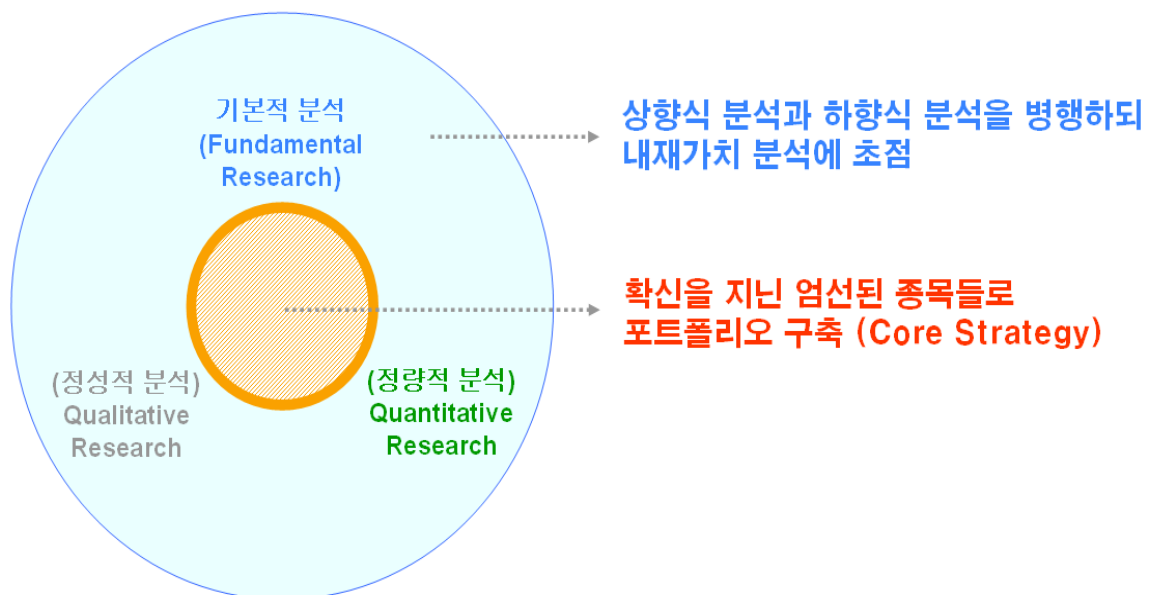 기본적 분석
(Fundamental
Research)
상향식 분석과 하향식 분석을 병행하되
내재가치 분석에 초점
확신을 지닌 엄선된 종목들로
포트폴리오 구축 (Core Strategy)
(정성적 분석)
Qualitative
Research
(정량적 분석)
Quantitative
Research